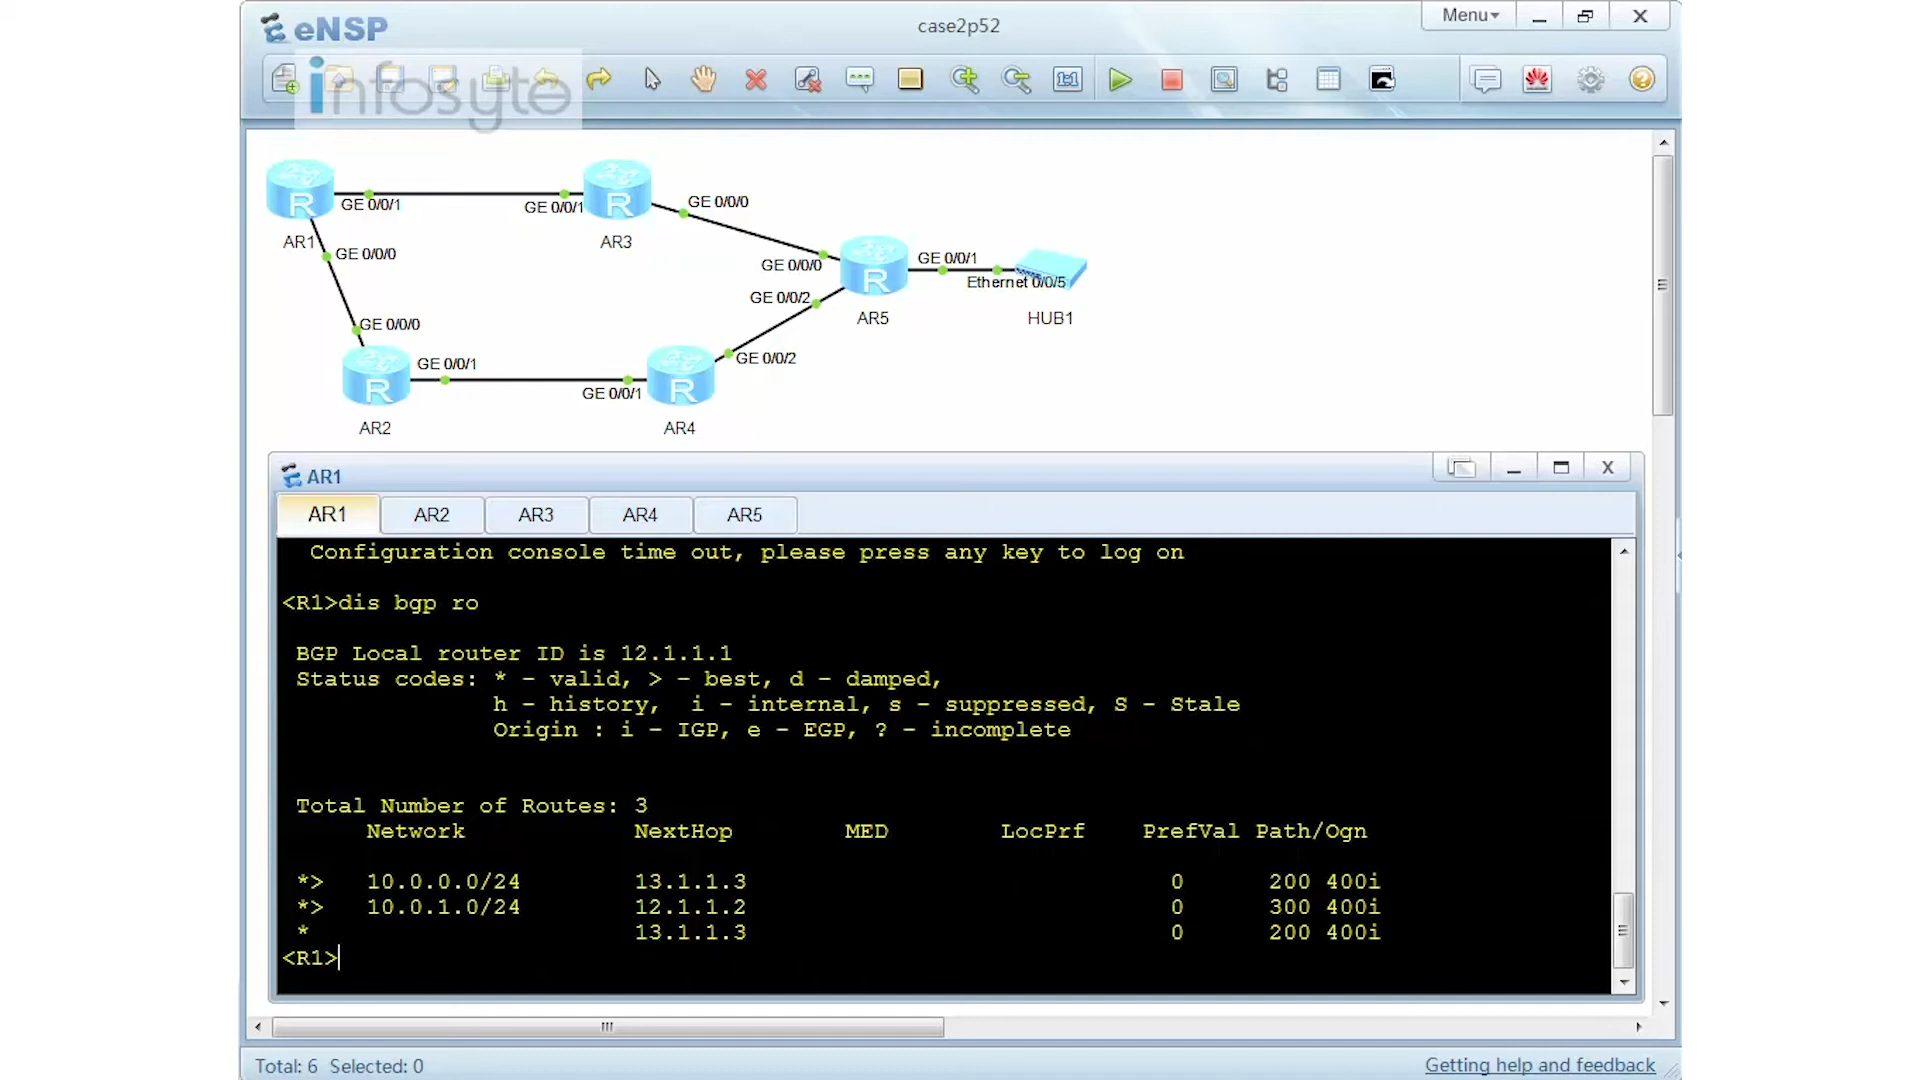 eNSP
case2p52
Menu
infosyte
GE 0/0/1
GE 0/0/1
GE 0/0/0
AR1
AR3
GE 0/0/0
GE 0/0/0
GE 0/0/1
Ethernet 0/0/5
GE 0/0/2
AR5
HUB1
GE 0/0/0
GE 0/0/1
GE 0/0/2
GE 0/0/1
AR2
AR4
AR1
AR1 AR2 AR3 AR4 AR5
Configuration console time out, please press any key to log on
<R1>dis bgp ro
BGP Local router ID is 12.1.1.1
Status codes: * - valid, > - best, d - damped,
h - history, i - internal, s - suppressed, S - Stale
Origin : i - IGP, e - EGP, ? - incomplete
Total Number of Routes: 3
Network NextHop MED LocPrf PrefVal Path/Ogn
*> 10.0.0.0/24 13.1.1.3 0 200 400i
*> 10.0.1.0/24 12.1.1.2 0 300 400i
* 13.1.1.3 0 200 400i
<R1>
Total: 6 Selected: 0
Getting help and feedback